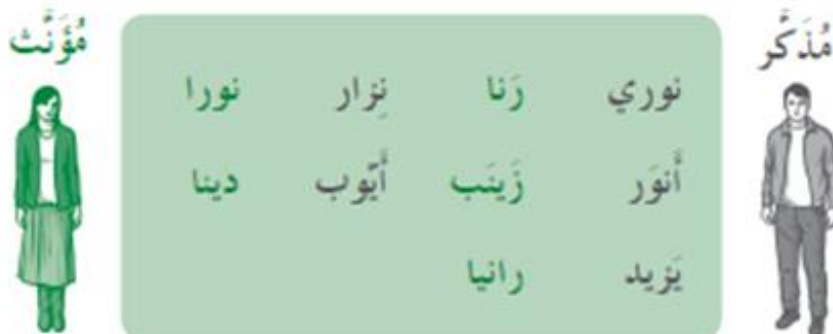 مُذَكَّر
مُؤَنَّث
نوري رَنا نِزار نورا
أَنوَر زَينَب أَيّوب دينا
يَزيد رانيا